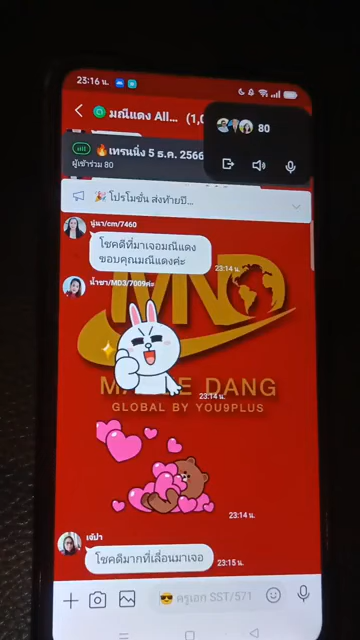 23:16 น.
มณีแดง All... (1,0
80
🔥เทรนนิ่ง 5 ธ.ค. 2566
ผู้เข้าร่วม 80
🎉 โปรโมชั่น ส่งท้ายปี...
นู๋นา/cm/7460
โชคดีที่มาเจอมณีแดง
ขอบคุณมณีแดงค่ะ
23:14 น.
น้ำชา/MD3/7009ค่ะ
MND
MANEE DANG
GLOBAL BY YOU9PLUS
23:14 น.
23:14 น.
เจ๊ปา
โชคดีมากที่เลื่อนมาเจอ
23:15 น.
😎 ครูเอก SST/571